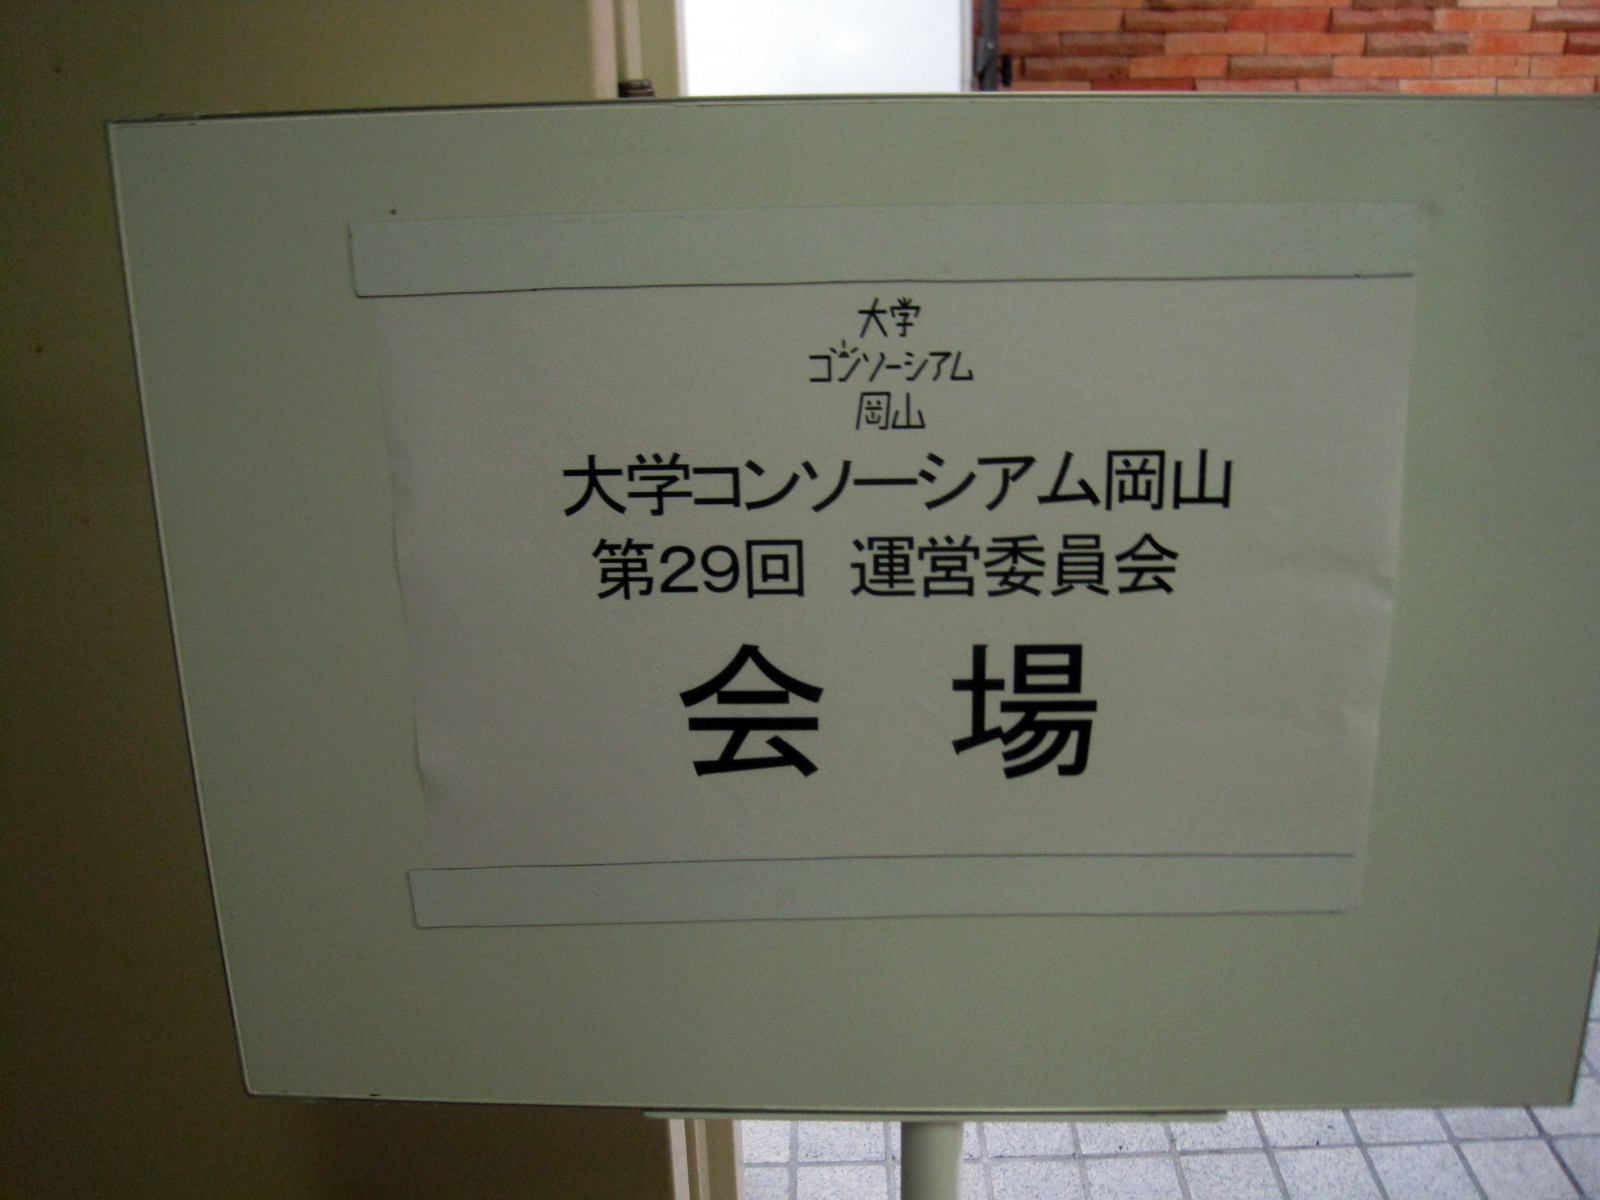 大学
コンソーシアム
岡山
大学コンソーシアム岡山
第29回　運営委員会
会　場